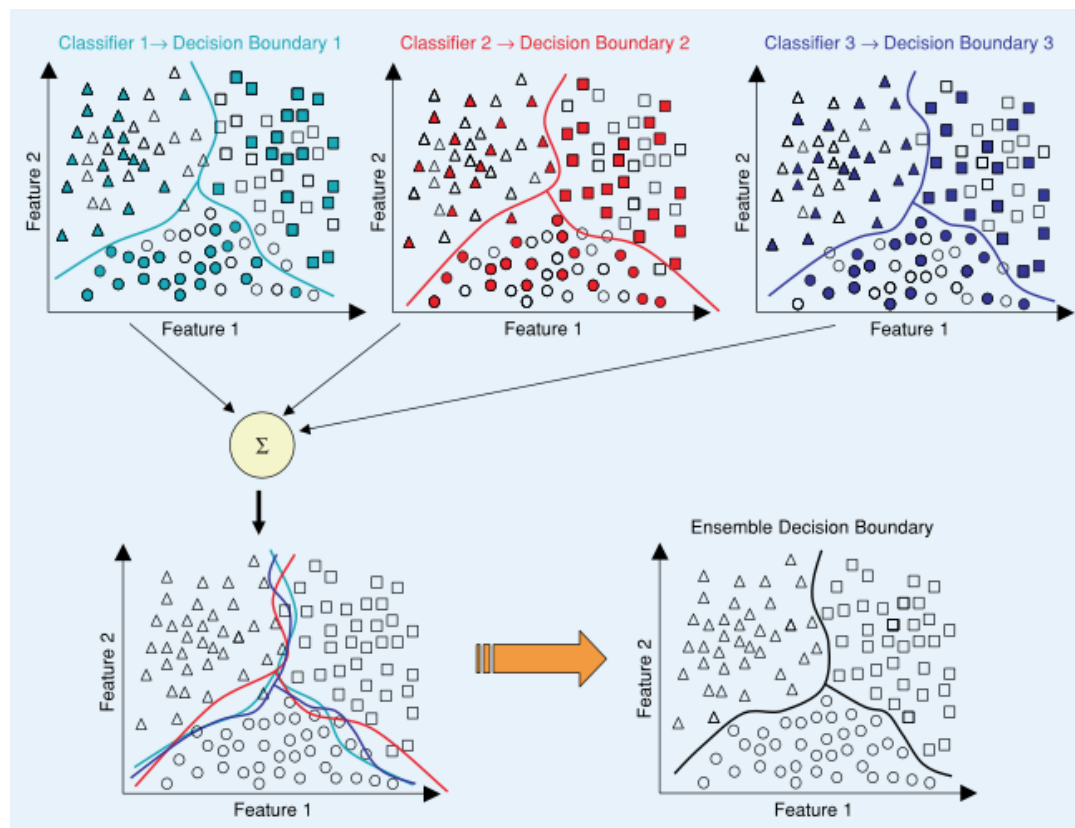 Classifier 1→ Decision Boundary 1
Classifier 2 → Decision Boundary 2
Classifier 3 → Decision Boundary 3
Feature 2
Feature 1
Feature 2
Feature 1
Feature 2
Feature 1
Σ
Ensemble Decision Boundary
Feature 2
Feature 1
Feature 2
Feature 1